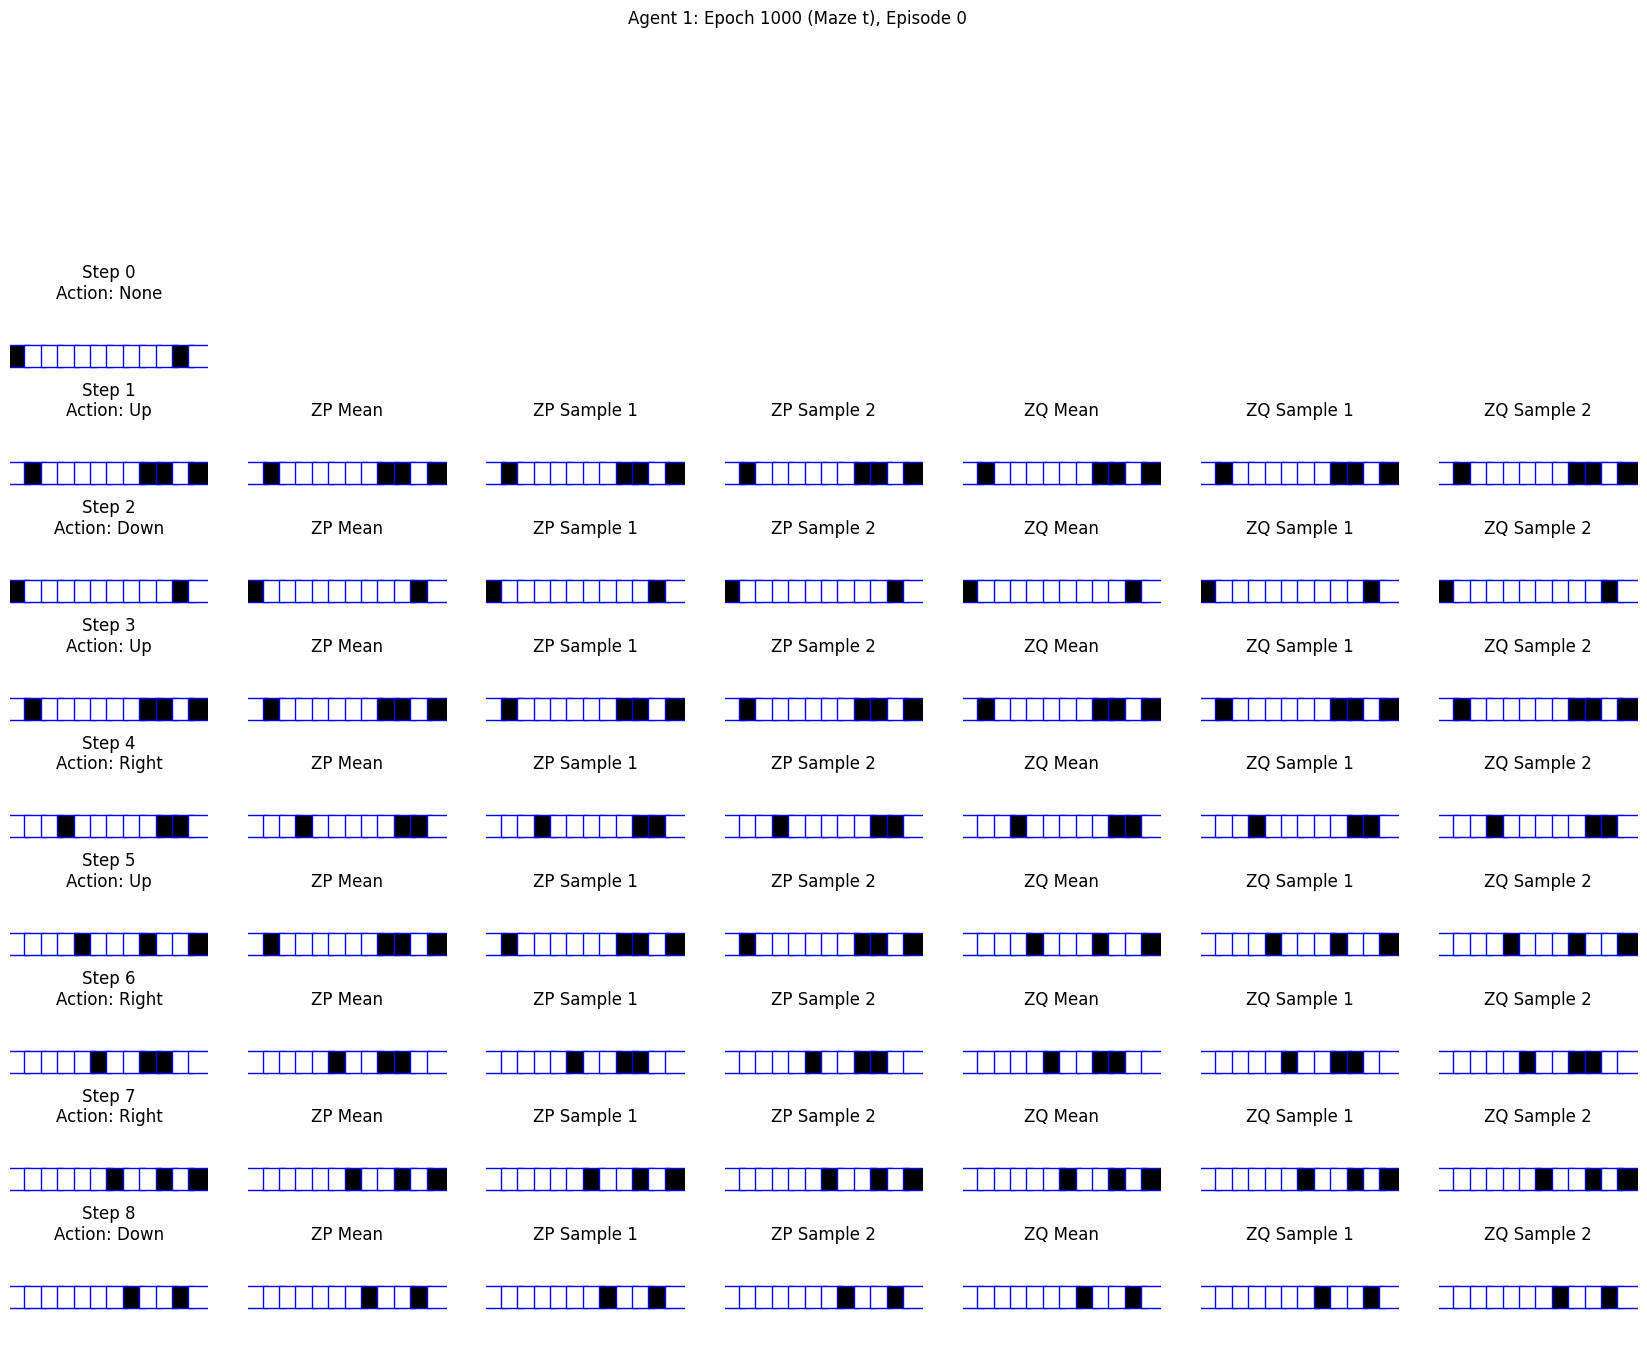 Agent 1: Epoch 1000 (Maze t), Episode 0
Step 0
Action: None
Step 1
Action: Up
ZP Mean
ZP Sample 1
ZP Sample 2
ZQ Mean
ZQ Sample 1
ZQ Sample 2
Step 2
Action: Down
ZP Mean
ZP Sample 1
ZP Sample 2
ZQ Mean
ZQ Sample 1
ZQ Sample 2
Step 3
Action: Up
ZP Mean
ZP Sample 1
ZP Sample 2
ZQ Mean
ZQ Sample 1
ZQ Sample 2
Step 4
Action: Right
ZP Mean
ZP Sample 1
ZP Sample 2
ZQ Mean
ZQ Sample 1
ZQ Sample 2
Step 5
Action: Up
ZP Mean
ZP Sample 1
ZP Sample 2
ZQ Mean
ZQ Sample 1
ZQ Sample 2
Step 6
Action: Right
ZP Mean
ZP Sample 1
ZP Sample 2
ZQ Mean
ZQ Sample 1
ZQ Sample 2
Step 7
Action: Right
ZP Mean
ZP Sample 1
ZP Sample 2
ZQ Mean
ZQ Sample 1
ZQ Sample 2
Step 8
Action: Down
ZP Mean
ZP Sample 1
ZP Sample 2
ZQ Mean
ZQ Sample 1
ZQ Sample 2